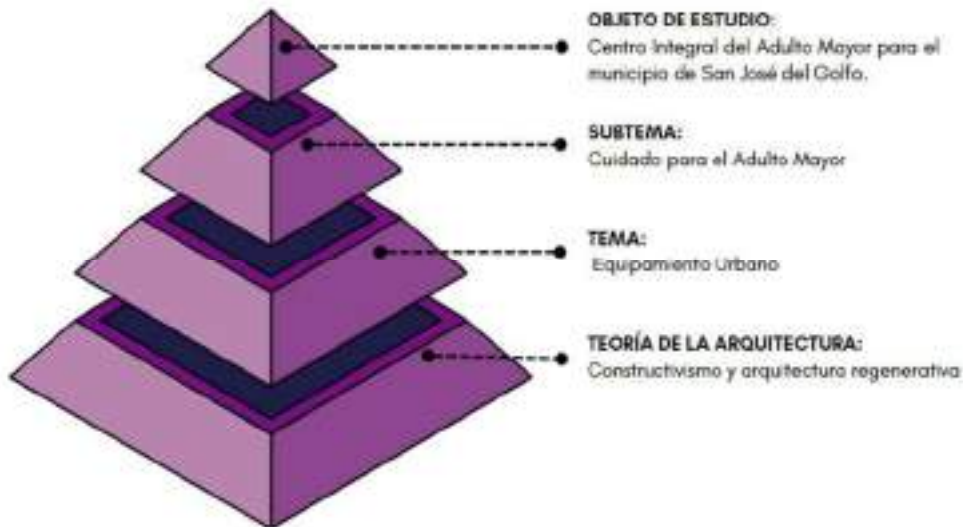 OBJETO DE ESTUDIO:
Centro Integral del Adulto Mayor para el
municipio de San José del Golfo.
SUBTEMA:
Cuidado para el Adulto Mayor
TEMA:
Equipamiento Urbano
TEORÍA DE LA ARQUITECTURA:
Constructivismo y arquitectura regenerativa